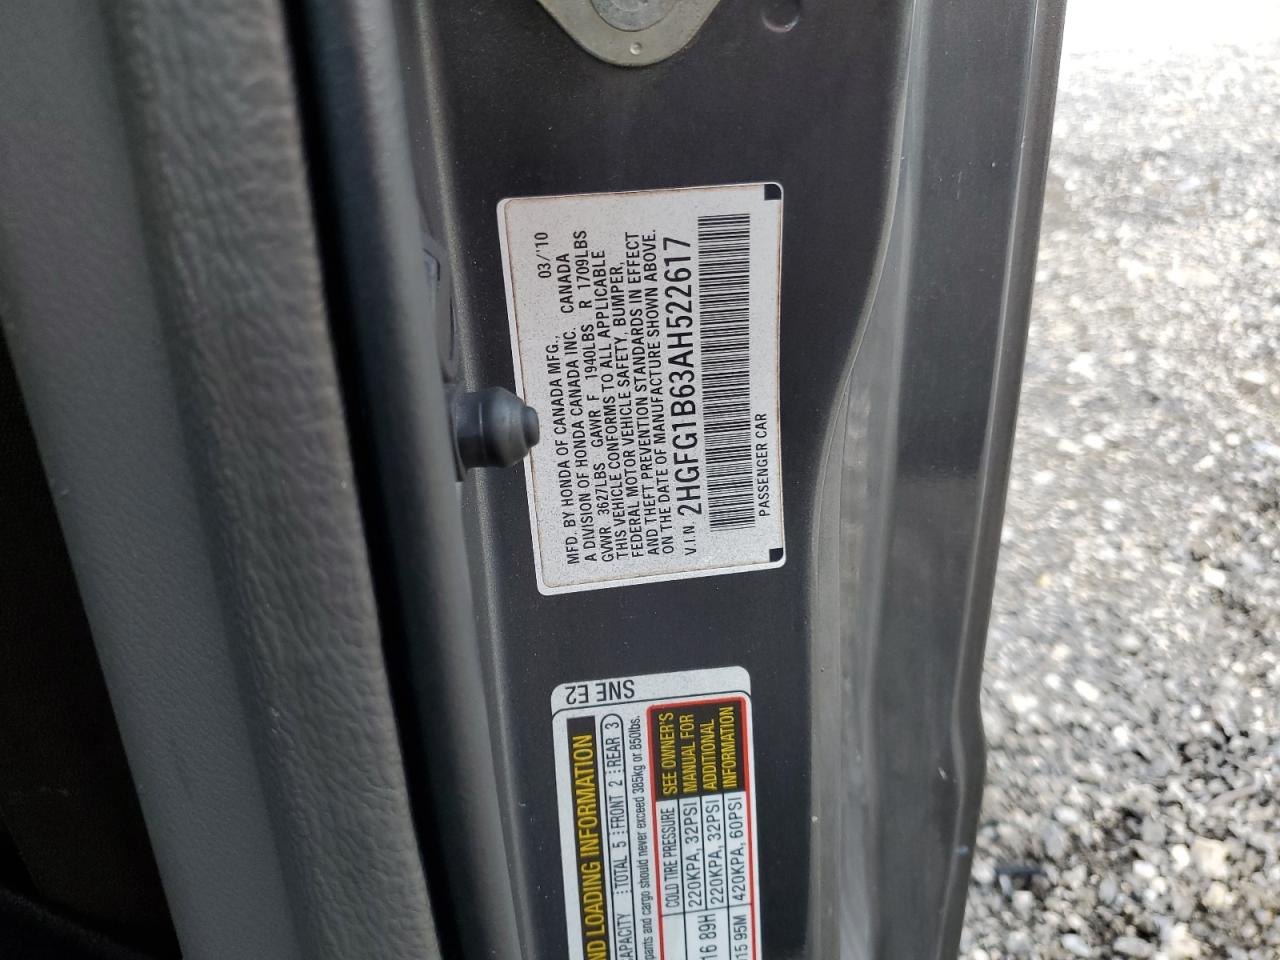 MFD. BY HONDA OF CANADA MFG., 03/'10
A DIVISION OF HONDA CANADA INC. CANADA
GVWR 3627LBS GAWR F 1940LBS R 1709LBS
THIS VEHICLE CONFORMS TO ALL APPLICABLE
FEDERAL MOTOR VEHICLE SAFETY, BUMPER,
AND THEFT PREVENTION STANDARDS IN EFFECT
ON THE DATE OF MANUFACTURE SHOWN ABOVE.
V.I.N. 2HGFG1B63AH522617
PASSENGER CAR
SNE E2
LOADING INFORMATION
TOTAL 5 FRONT 2 REAR 3
and cargo should never exceed 385kg or 850lbs.
COLD TIRE PRESSURE
89H 220KPA, 32PSI
220KPA, 32PSI
95M 420KPA, 60PSI
SEE OWNER'S
MANUAL FOR
ADDITIONAL
INFORMATION